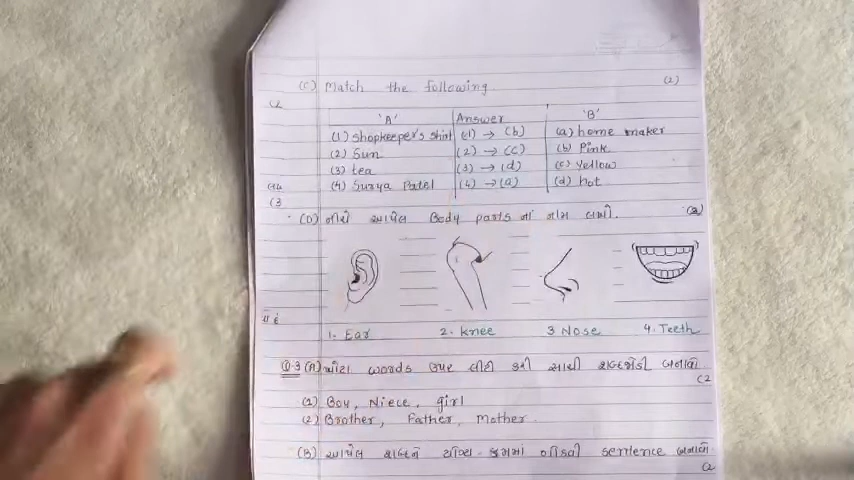 (C) Match the following. (2)
'A' Answer 'B'
(1) shopkeeper's shirt (1) → (b) (a) home maker
(2) Sun (2) → (c) (b) Pink
(3) tea (3) → (d) (c) Yellow
(4) Surya Patel (4) → (a) (d) hot
(D) નીચે આપેલ Body parts નાં નામ લખો. (2)
1. Ear 2. knee 3 Nose 4. Teeth
Q.3 (A) ખોટા words ઉપર લીટી કરી સાચી શબ્દજોડી બનાવો.
(2
(1) Boy, Niece, girl
(2) Brother, Father, Mother
(B) આપેલ શબ્દને યોગ્ય ક્રમમાં ગોઠવી sentence બનાવો.